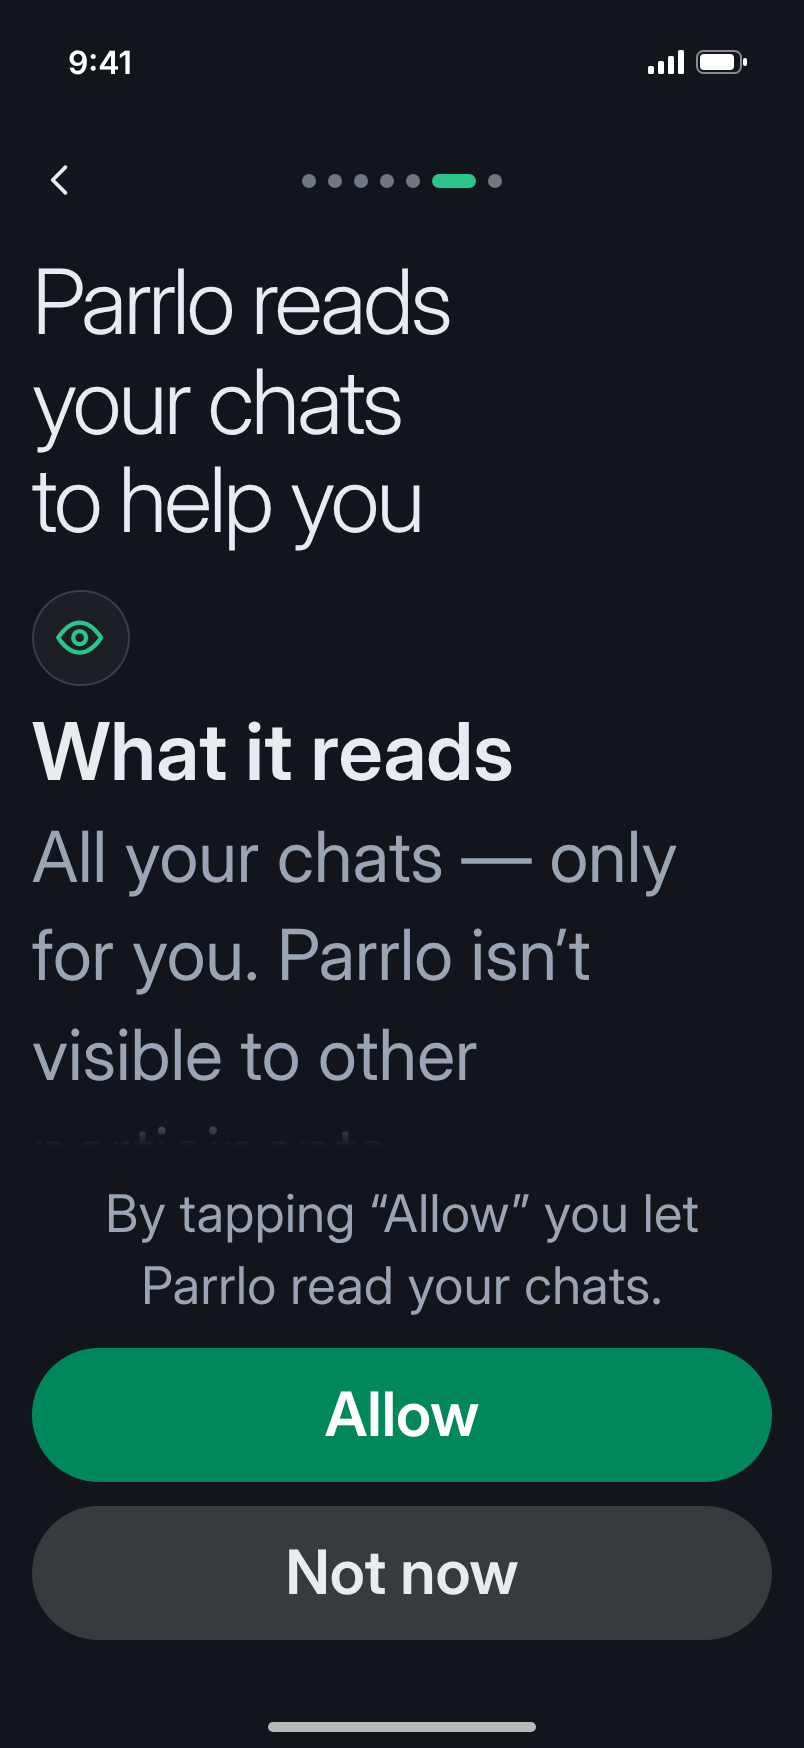 9:41
Parrlo reads
your chats
to help you
What it reads
All your chats — only
for you. Parrlo isn’t
visible to other
By tapping “Allow” you let
Parrlo read your chats.
Allow
Not now